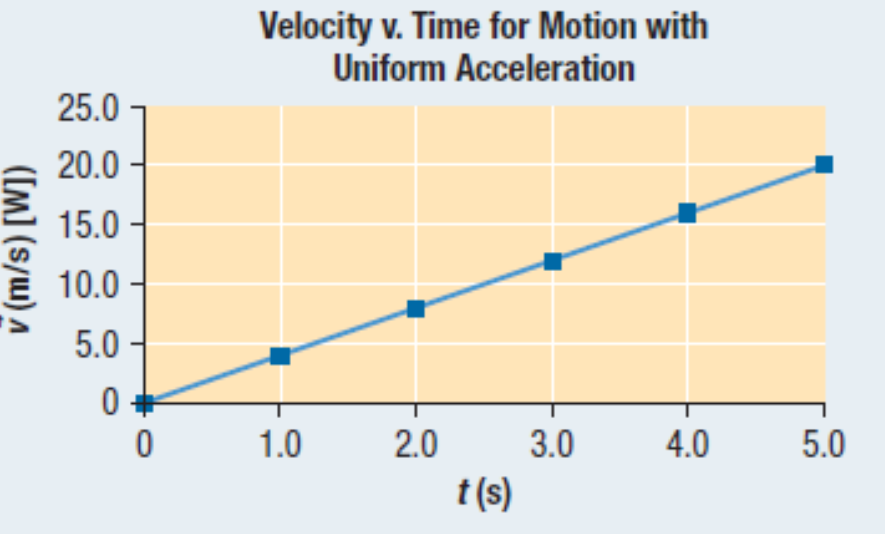 Velocity v. Time for Motion with
Uniform Acceleration
25.0
20.0
15.0
10.0
5.0
0
v (m/s) [W])
0 1.0 2.0 3.0 4.0 5.0
t (s)